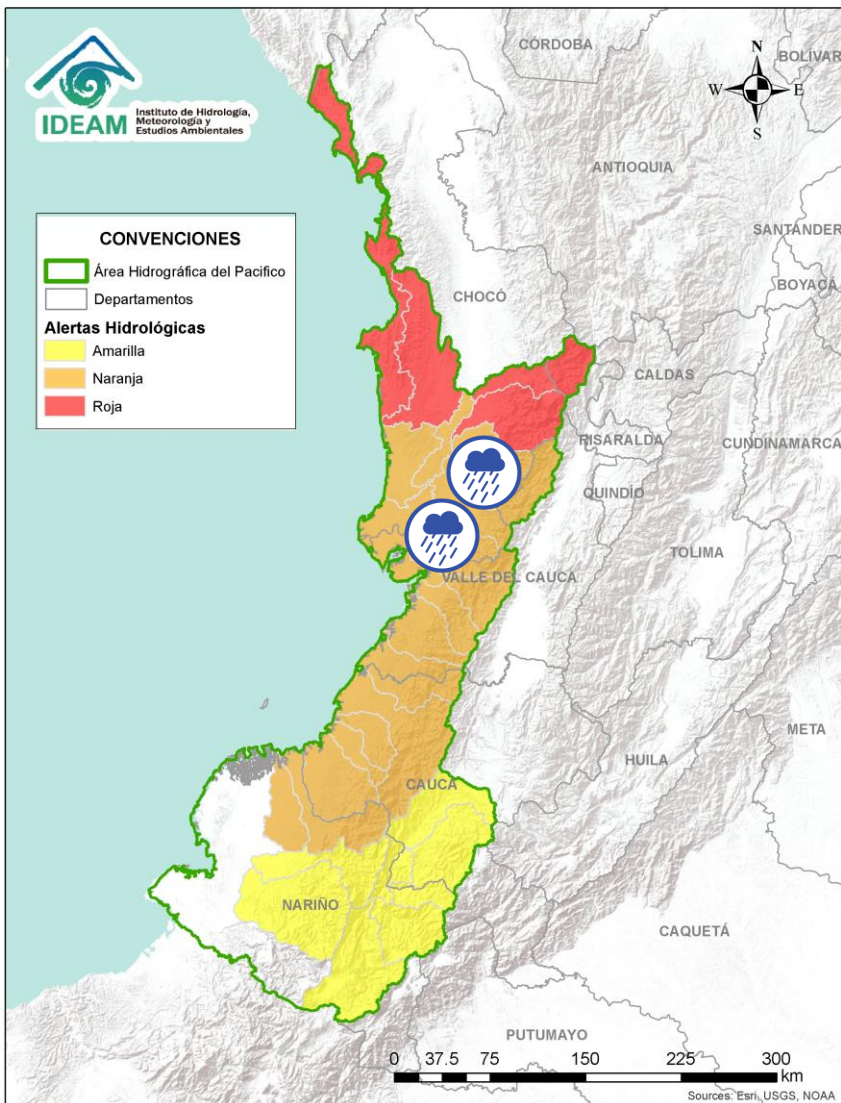 CÓRDOBA
BOLÍVAR
N
W
E
S
IDEAM
Instituto de Hidrología,
Meteorología y
Estudios Ambientales
ANTIOQUIA
SANTANDER
BOYACÁ
CONVENCIONES
Área Hidrográfica del Pacifico
Departamentos
Alertas Hidrológicas
Amarilla
Naranja
Roja
CHOCÓ
CALDAS
RISARALDA
CUNDINAMARCA
QUINDÍO
TOLIMA
VALLE DEL CAUCA
META
HUILA
CAUCA
NARIÑO
CAQUETÁ
PUTUMAYO
0 37.5 75 150 225 300
km
Sources: Esri, USGS, NOAA